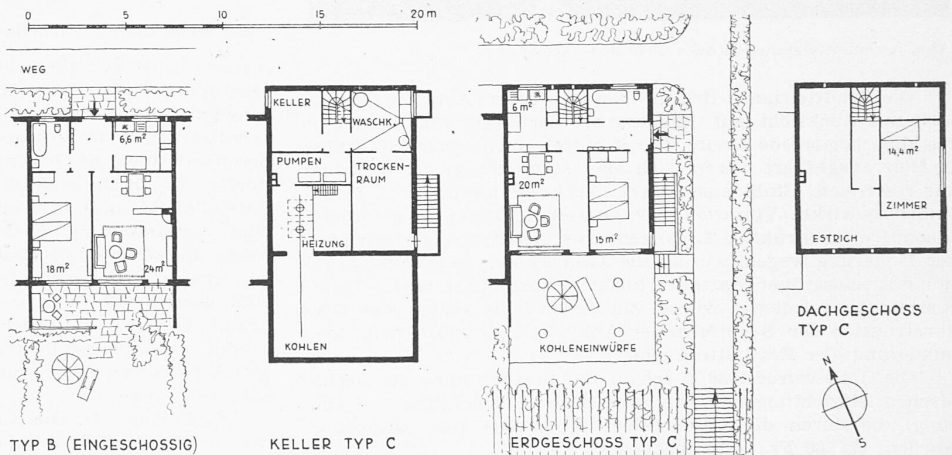 0 5 10 15 20 m
WEG
6,6 m²
18 m²
24 m²
TYP B (EINGESCHOSSIG)
KELLER
WASCHK.
PUMPEN
TROCKEN-
RAUM
HEIZUNG
KOHLEN
KELLER TYP C
6 m²
20 m²
15 m²
KOHLENEINWÜRFE
ERDGESCHOSS TYP C
14,4 m²
ZIMMER
ESTRICH
DACHGESCHOSS
TYP C
N
S